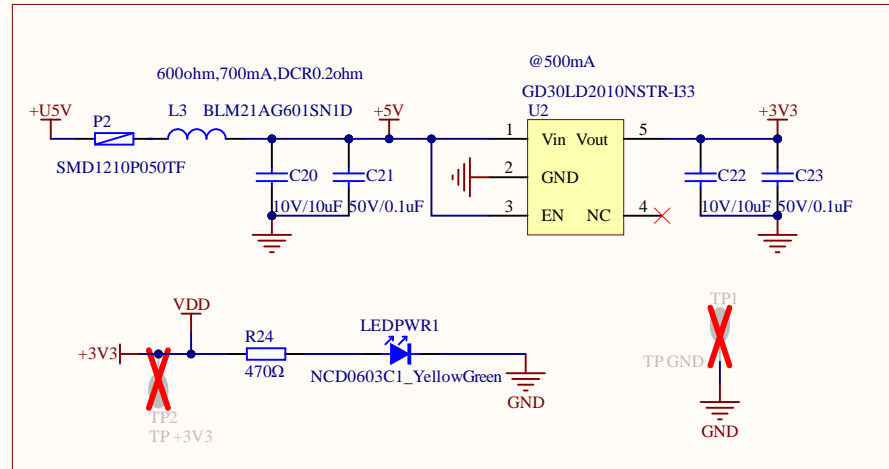 @500mA
600ohm,700mA,DCR0.2ohm
GD30LD2010NSTR-I33
+U5V
P2
L3
BLM21AG601SN1D
+5V
U2
+3V3
1
Vin
Vout
5
SMD1210P050TF
C20
C21
2
GND
C22
C23
10V/10uF
50V/0.1uF
3
EN
NC
4
10V/10uF
50V/0.1uF
VDD
TP1
R24
LEDPWR1
+3V3
TP GND
470Ω
NCD0603C1_YellowGreen
GND
TP2
TP +3V3
GND